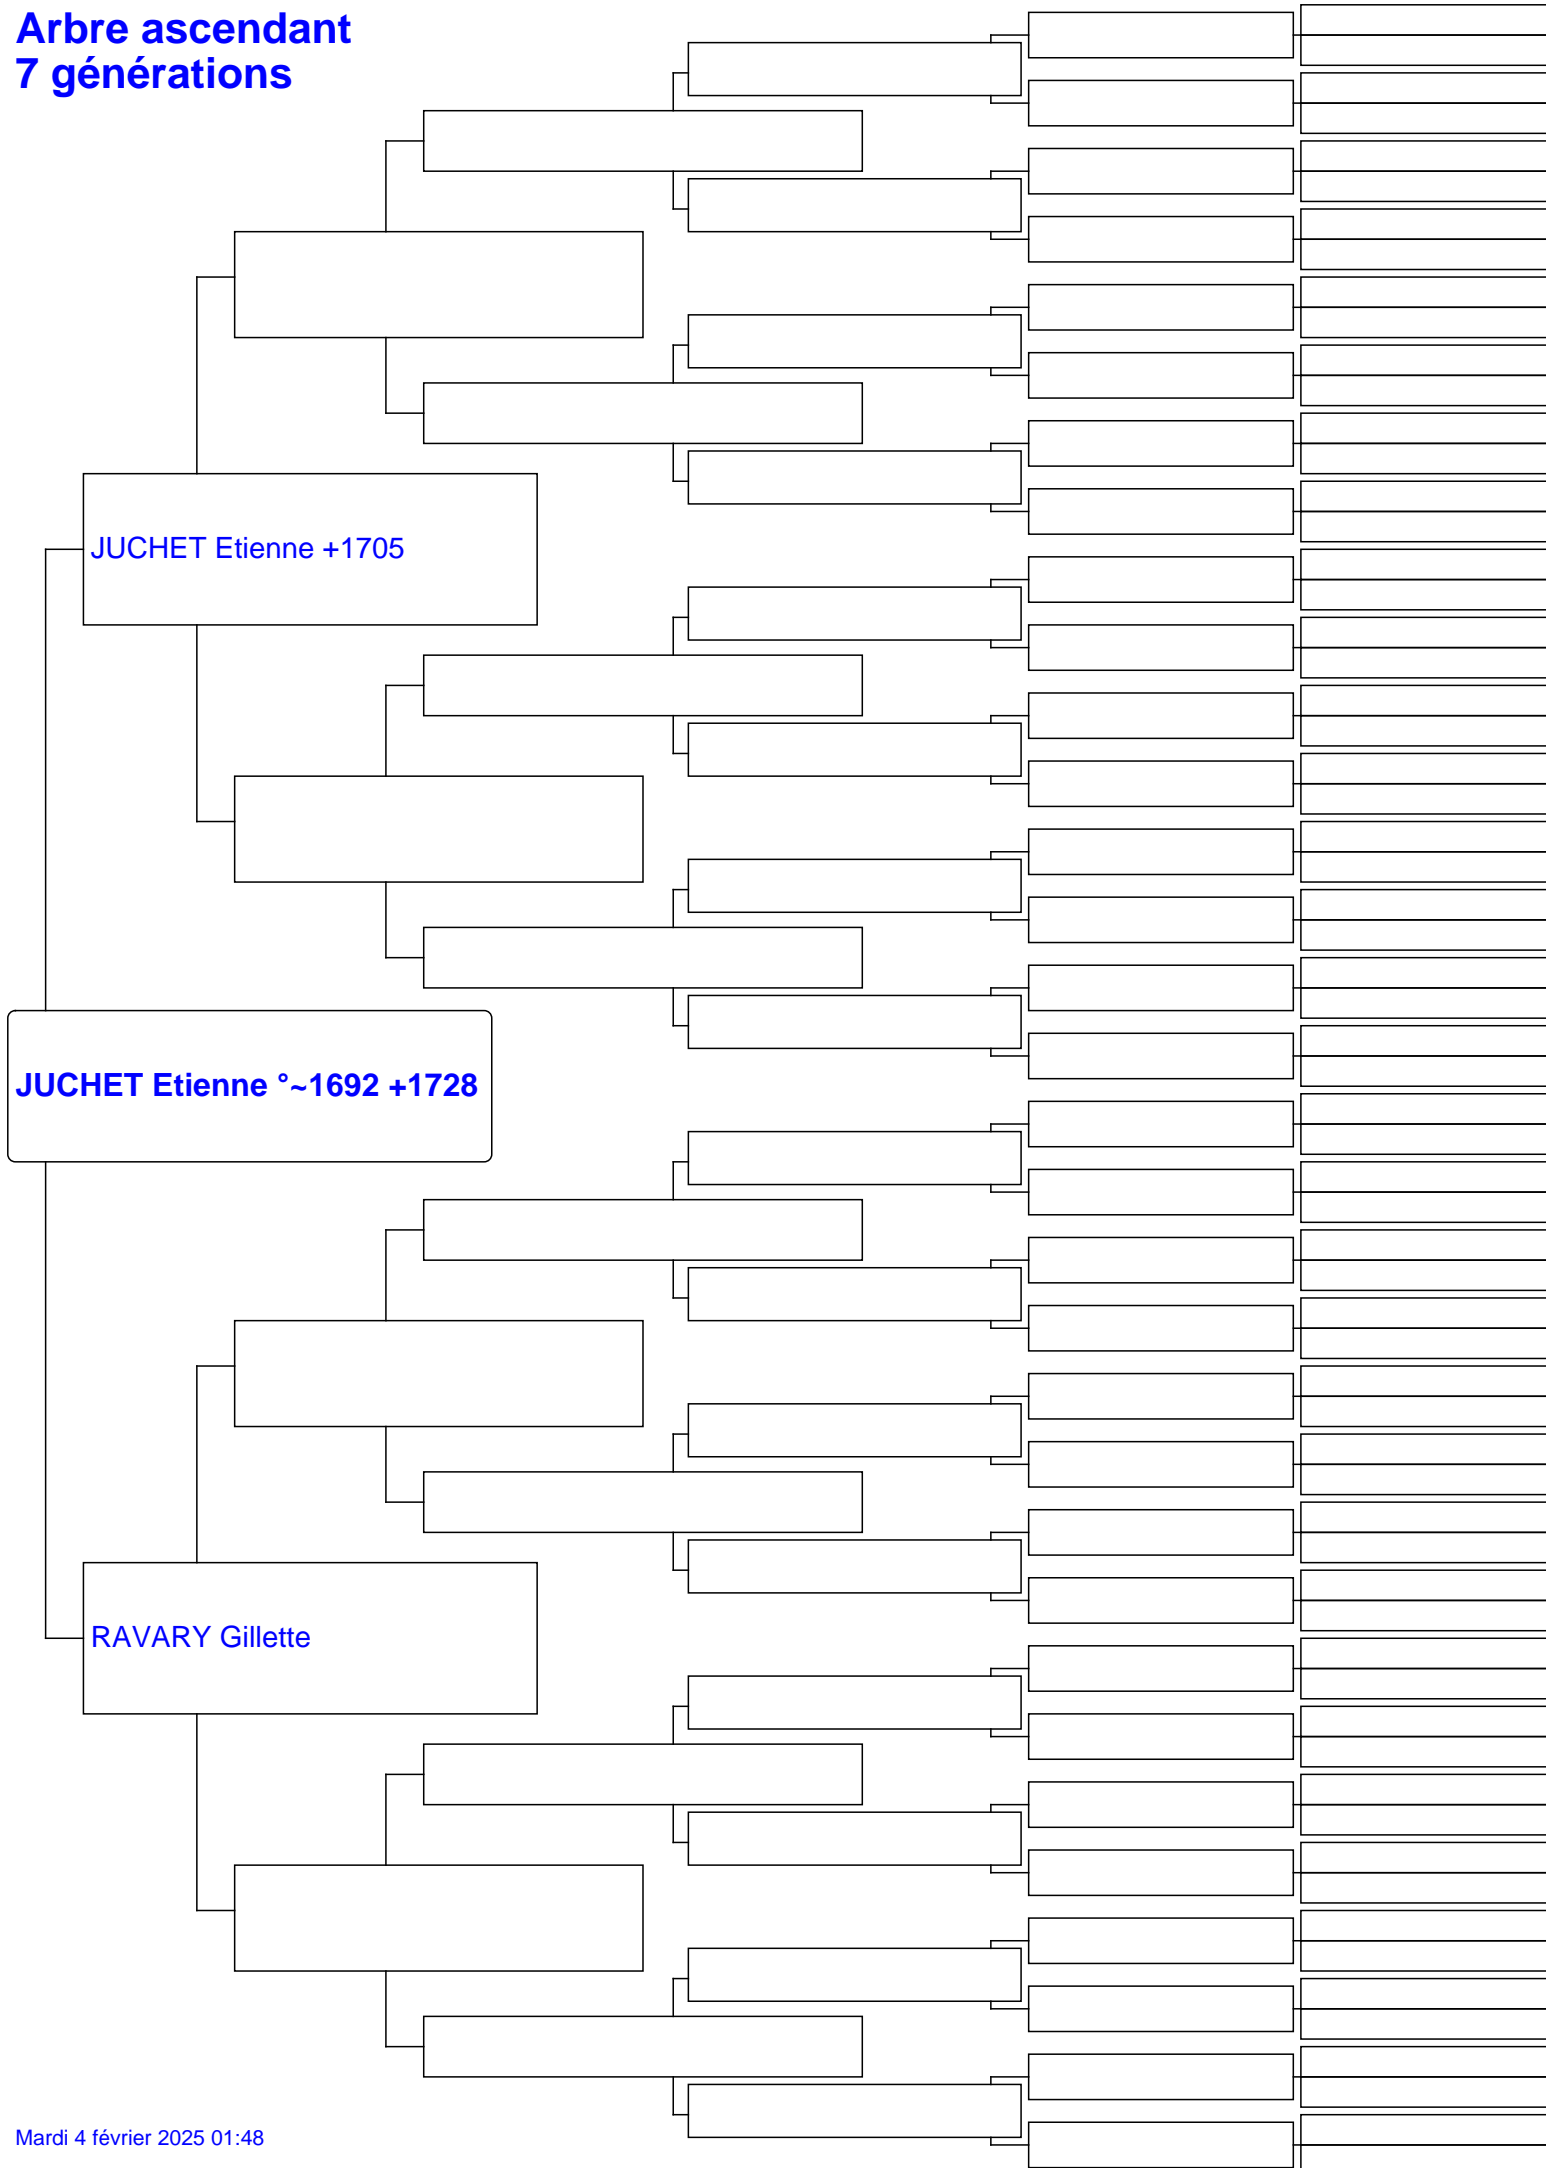 Arbre ascendant
7 générations
JUCHET Etienne +1705
JUCHET Etienne °~1692 +1728
RAVARY Gillette
Mardi 4 février 2025 01:48